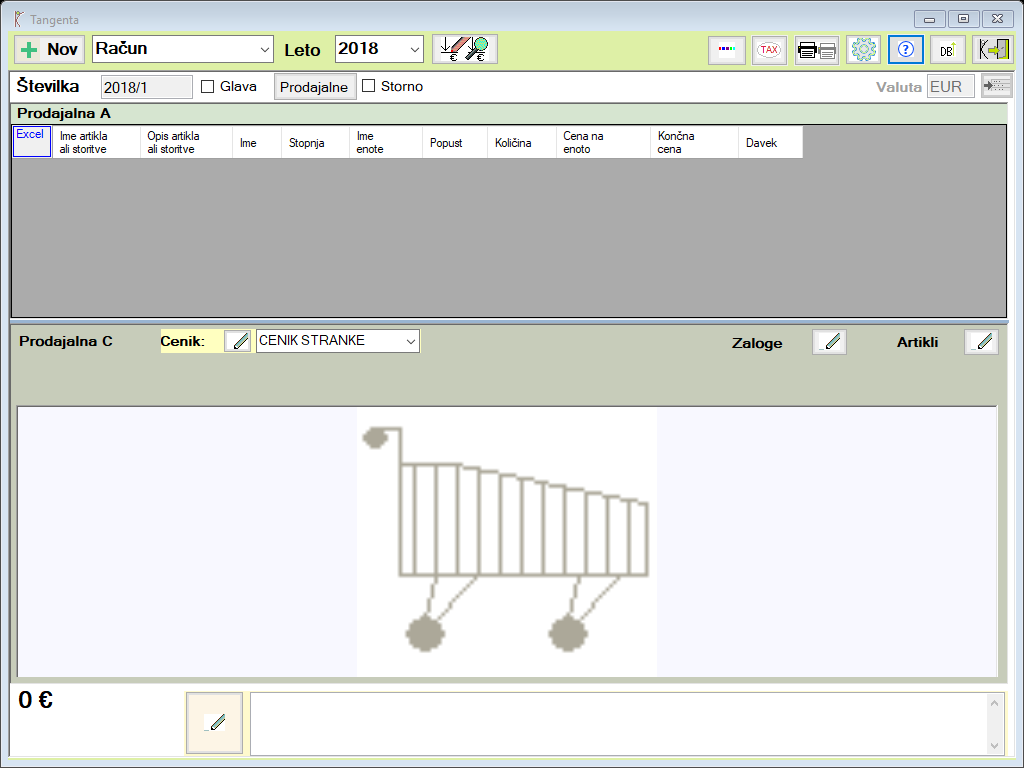 Tangenta
Nov
Račun
Leto
2018
TAX
DB
Številka
2018/1
Glava
Prodajalne
Storno
Valuta
EUR
Prodajalna A
Excel
Ime artikla
ali storitve
Opis artikla
ali storitve
Ime
Stopnja
Ime
enote
Popust
Količina
Cena na
enoto
Končna
cena
Davek
Prodajalna C
Cenik:
CENIK STRANKE
Zaloge
Artikli
0 €